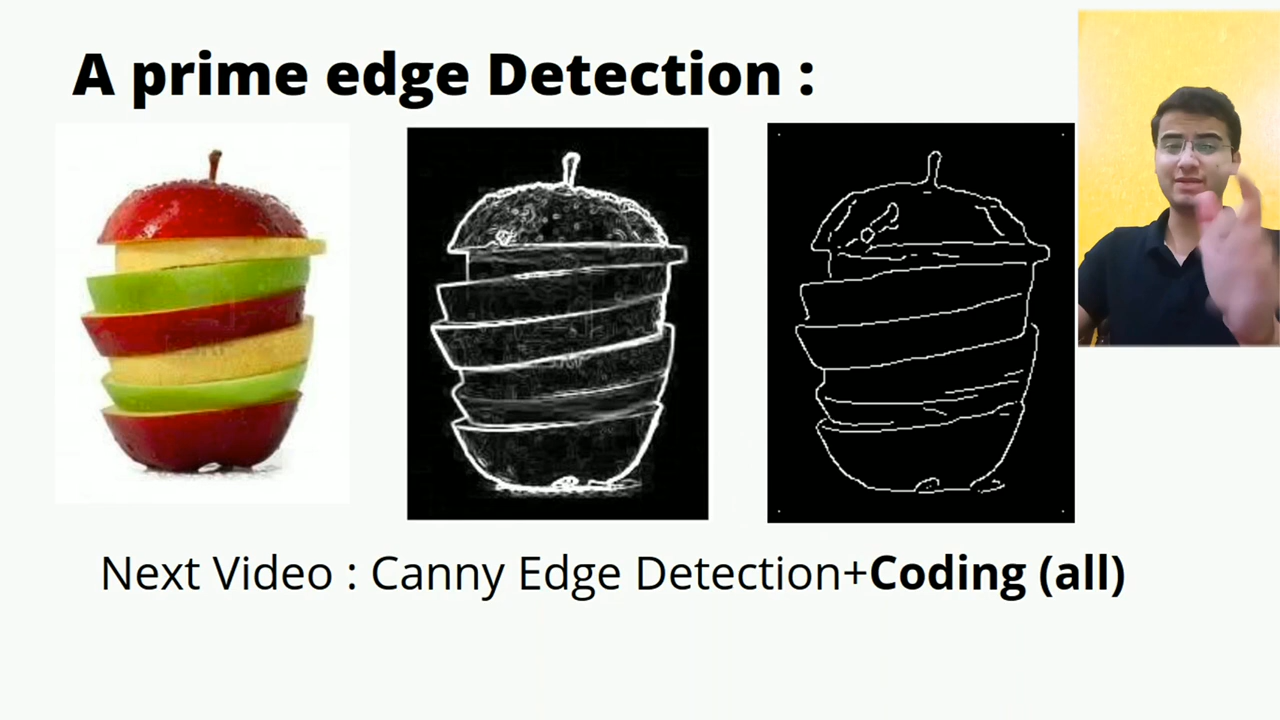 A prime edge Detection :
Next Video : Canny Edge Detection+Coding (all)